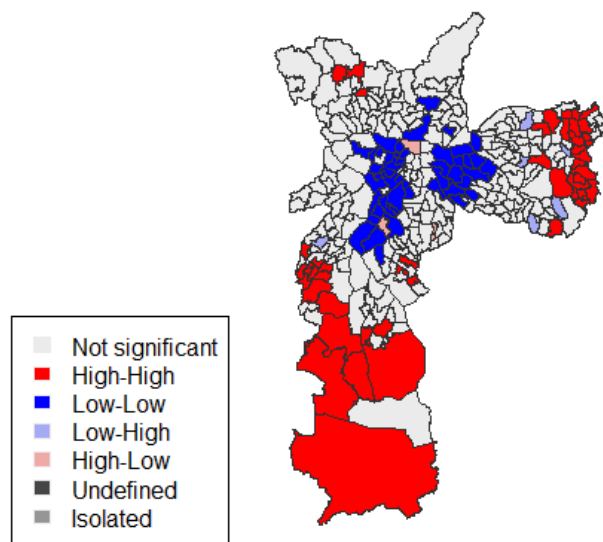 Not significant
High-High
Low-Low
Low-High
High-Low
Undefined
Isolated